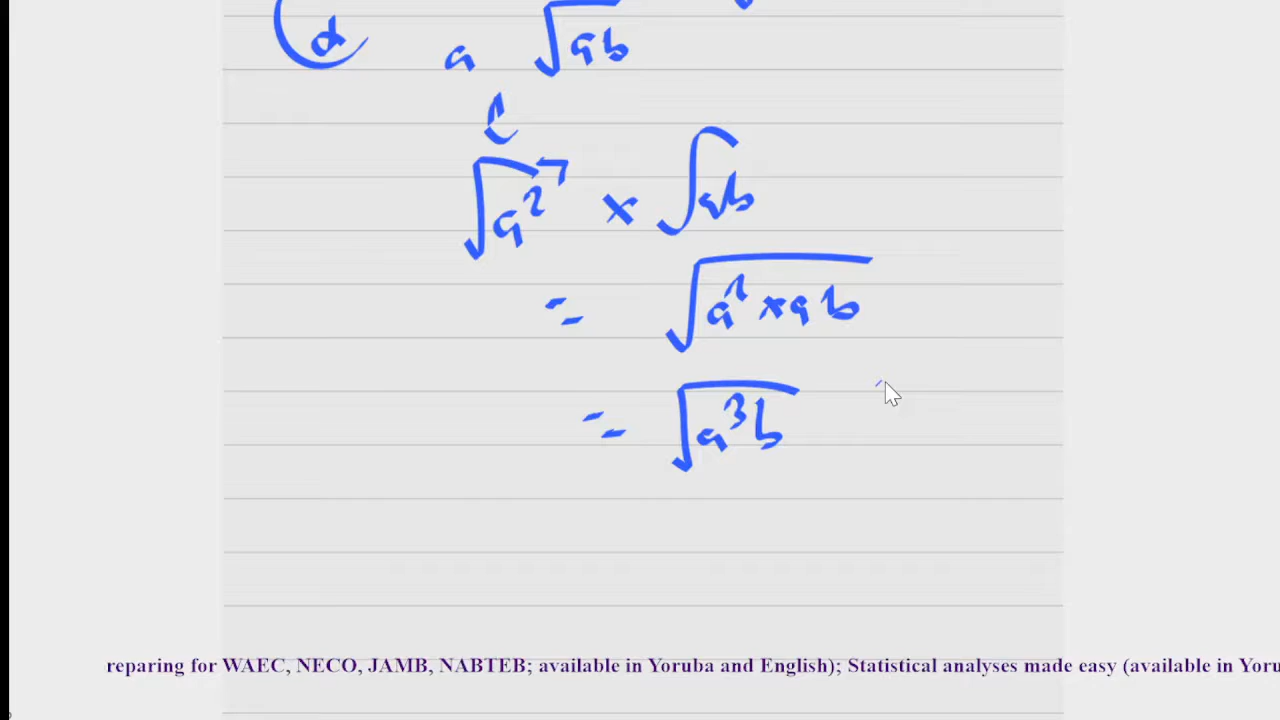 (d) a √ab
√a² × √ab
= √a² × ab
= √a³b
reparing for WAEC, NECO, JAMB, NABTEB; available in Yoruba and English); Statistical analyses made easy (available in Yoru